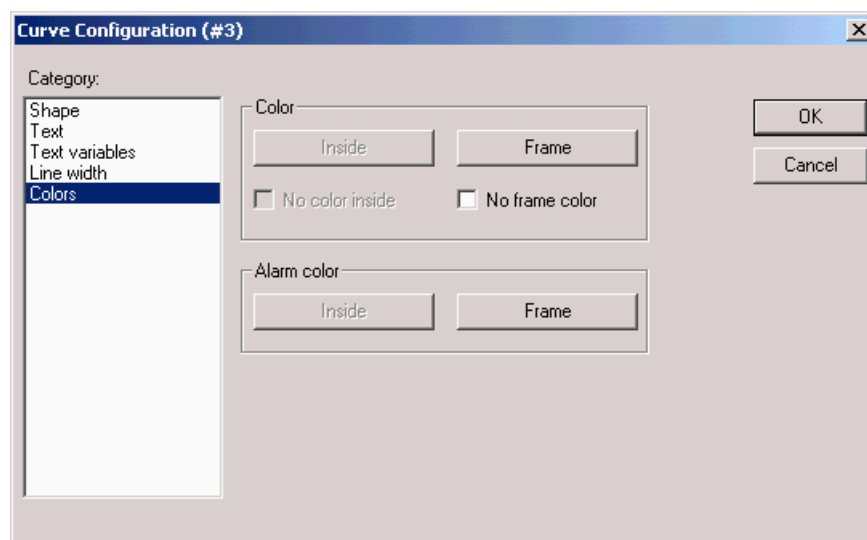 Curve Configuration (#3)
Category:
Shape
Text
Text variables
Line width
Colors
Color
Inside
Frame
No color inside
No frame color
Alarm color
Inside
Frame
OK
Cancel